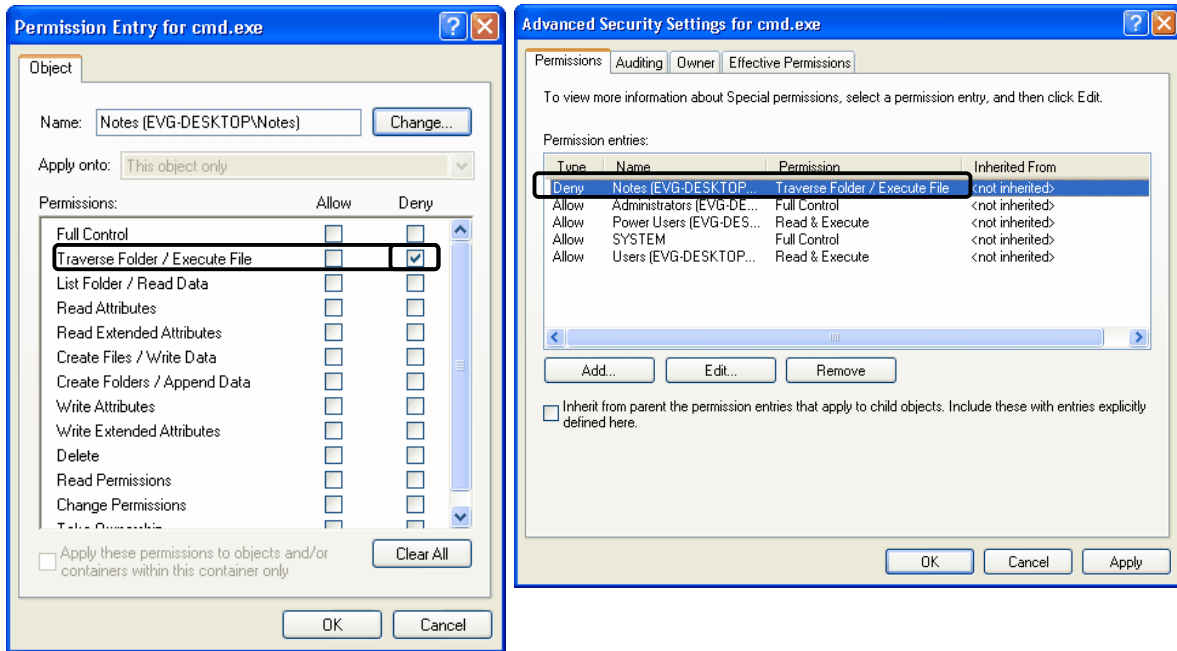 Permission Entry for cmd.exe
Object
Name: Notes (EVG-DESKTOP\Notes) Change...
Apply onto: This object only
Permissions: Allow Deny
Full Control
Traverse Folder / Execute File
List Folder / Read Data
Read Attributes
Read Extended Attributes
Create Files / Write Data
Create Folders / Append Data
Write Attributes
Write Extended Attributes
Delete
Read Permissions
Change Permissions
Take Ownership
Apply these permissions to objects and/or
containers within this container only
Clear All
OK Cancel
Advanced Security Settings for cmd.exe
Permissions Auditing Owner Effective Permissions
To view more information about Special permissions, select a permission entry, and then click Edit.
Permission entries:
Type Name Permission Inherited From
Deny Notes (EVG-DESKTOP... Traverse Folder / Execute File <not inherited>
Allow Administrators (EVG-DE... Full Control <not inherited>
Allow Power Users (EVG-DES... Read & Execute <not inherited>
Allow SYSTEM Full Control <not inherited>
Allow Users (EVG-DESKTOP... Read & Execute <not inherited>
Add... Edit... Remove
Inherit from parent the permission entries that apply to child objects. Include these with entries explicitly
defined here.
OK Cancel Apply